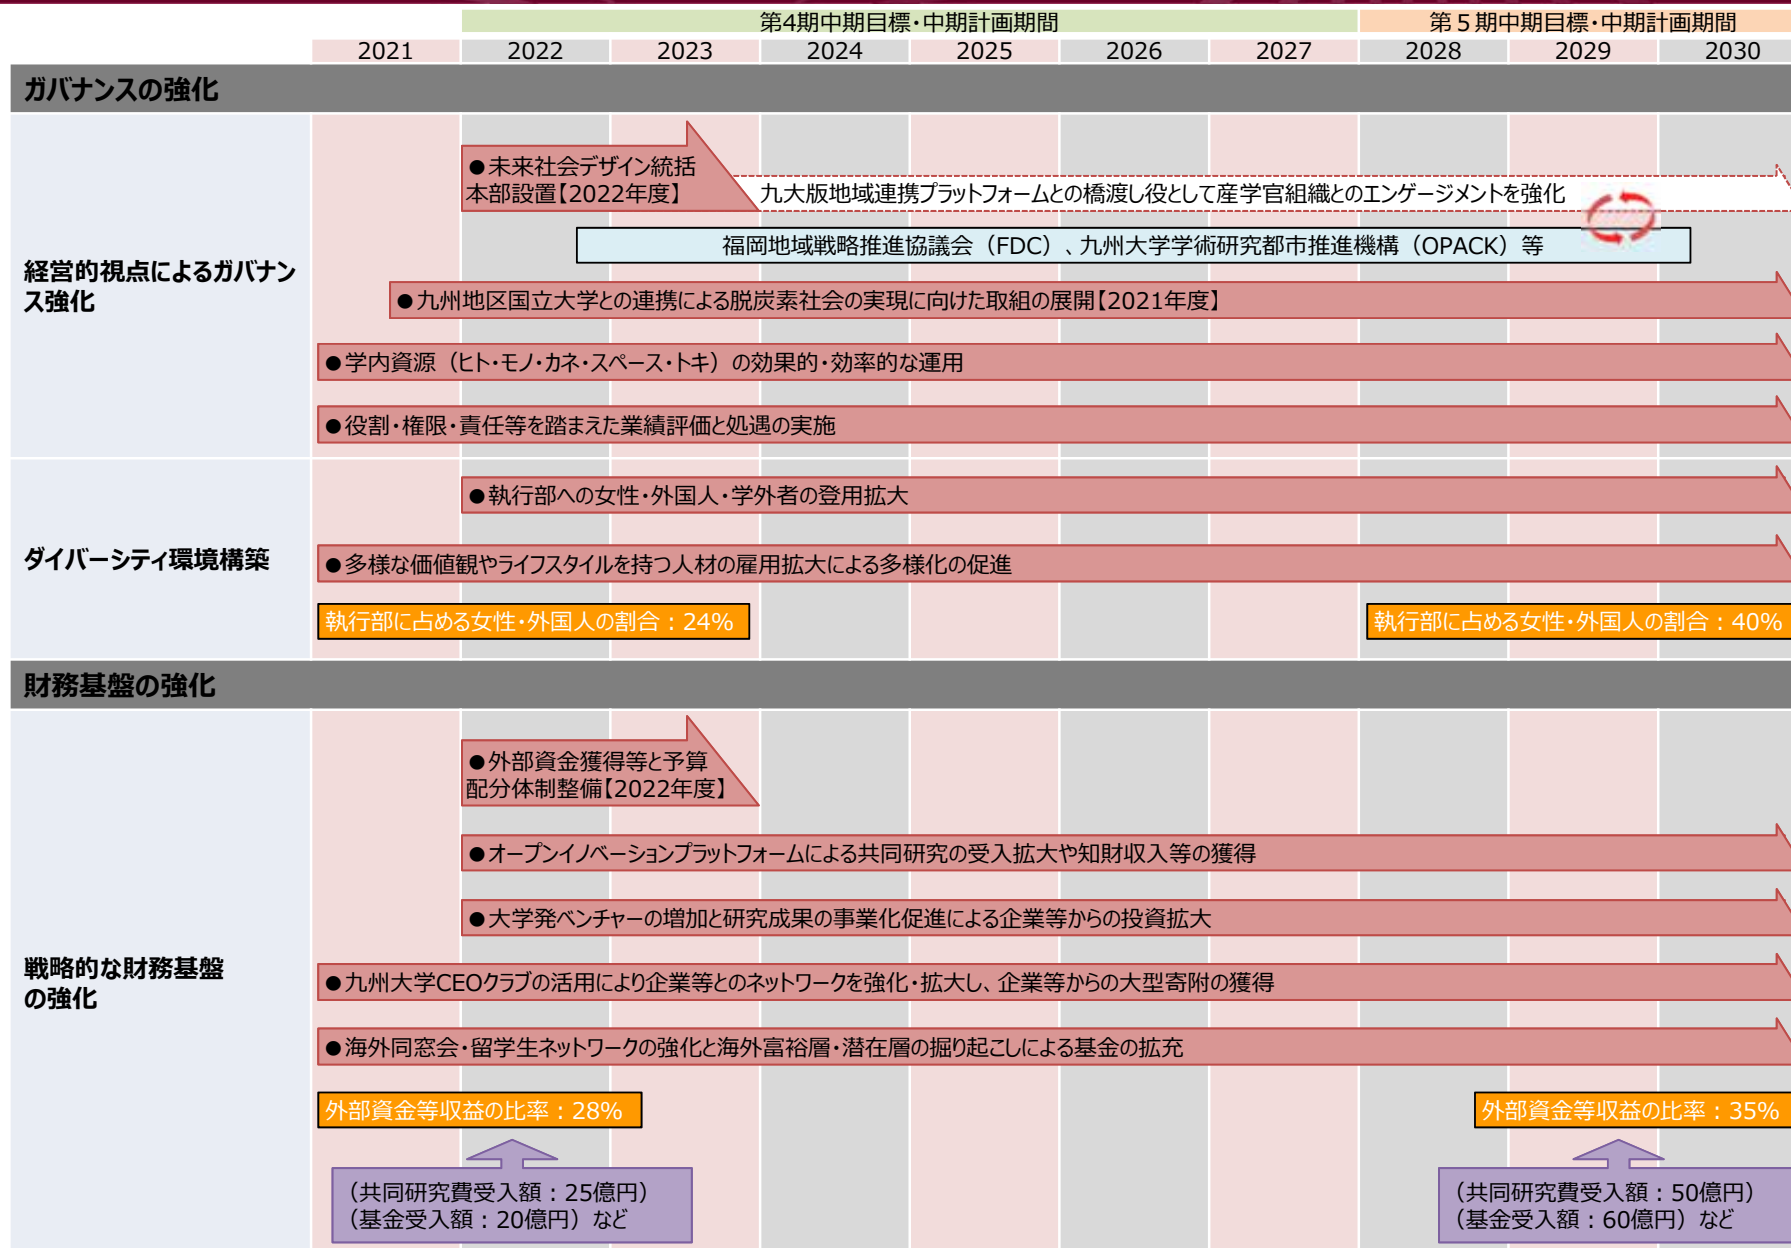 第4期中期目標・中期計画期間
第５期中期目標・中期計画期間
2021 2022 2023 2024 2025 2026 2027 2028 2029 2030
ガバナンスの強化
経営的視点によるガバナン
ス強化
●未来社会デザイン統括
本部設置【2022年度】
九大版地域連携プラットフォームとの橋渡し役として産学官組織とのエンゲージメントを強化
福岡地域戦略推進協議会（FDC）、九州大学学術研究都市推進機構（OPACK）等
●九州地区国立大学との連携による脱炭素社会の実現に向けた取組の展開【2021年度】
●学内資源（ヒト・モノ・カネ・スペース・トキ）の効果的・効率的な運用
●役割・権限・責任等を踏まえた業績評価と処遇の実施
ダイバーシティ環境構築
●執行部への女性・外国人・学外者の登用拡大
●多様な価値観やライフスタイルを持つ人材の雇用拡大による多様化の促進
執行部に占める女性・外国人の割合：24%
執行部に占める女性・外国人の割合：40%
財務基盤の強化
戦略的な財務基盤
の強化
●外部資金獲得等と予算
配分体制整備【2022年度】
●オープンイノベーションプラットフォームによる共同研究の受入拡大や知財収入等の獲得
●大学発ベンチャーの増加と研究成果の事業化促進による企業等からの投資拡大
●九州大学CEOクラブの活用により企業等とのネットワークを強化・拡大し、企業等からの大型寄附の獲得
●海外同窓会・留学生ネットワークの強化と海外富裕層・潜在層の掘り起こしによる基金の拡充
外部資金等収益の比率：28%
外部資金等収益の比率：35%
（共同研究費受入額：25億円）
（基金受入額：20億円）など
（共同研究費受入額：50億円）
（基金受入額：60億円）など